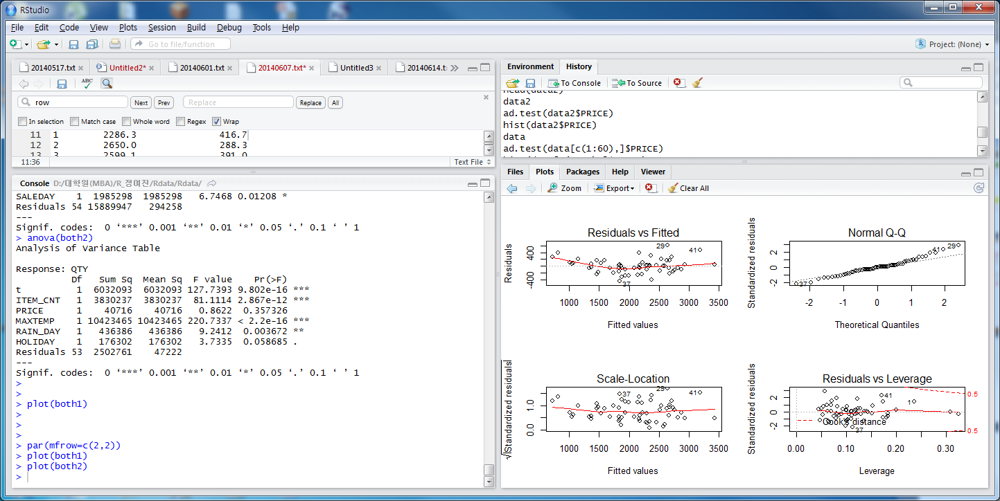 RStudio
File Edit Code View Plots Session Build Debug Tools Help
Go to file/function
Project: (None)
20140517.txt Untitled2* 20140601.txt 20140607.txt* Untitled3 20140614.t
ABC
row Next Prev Replace Replace All
In selection Match case Whole word Regex Wrap
11 1 2286.3 416.7
12 2 2650.0 288.3
13 3 2599.1 391.0
11:36 Text File
Console D:/대학원(MBA)/R_정여진/Rdata/Rdata/
SALEDAY 1 1985298 1985298 6.7468 0.01208 *
Residuals 54 15889947 294258
---
Signif. codes: 0 ‘***’ 0.001 ‘**’ 0.01 ‘*’ 0.05 ‘.’ 0.1 ‘ ’ 1
> anova(both2)
Analysis of Variance Table
Response: QTY
Df Sum Sq Mean Sq F value Pr(>F)
t 1 6032093 6032093 127.7393 9.802e-16 ***
ITEM_CNT 1 3830237 3830237 81.1114 2.867e-12 ***
PRICE 1 40716 40716 0.8622 0.357326
MAXTEMP 1 10423465 10423465 220.7337 < 2.2e-16 ***
RAIN_DAY 1 436386 436386 9.2412 0.003672 **
HOLIDAY 1 176302 176302 3.7335 0.058685 .
Residuals 53 2502761 47222
---
Signif. codes: 0 ‘***’ 0.001 ‘**’ 0.01 ‘*’ 0.05 ‘.’ 0.1 ‘ ’ 1
>
>
> plot(both1)
>
>
>
> par(mfrow=c(2,2))
> plot(both1)
> plot(both2)
>
Environment History
To Console To Source
head(data2)
data2
ad.test(data2$PRICE)
hist(data2$PRICE)
data
ad.test(data[c(1:60),]$PRICE)
Files Plots Packages Help Viewer
Zoom Export Clear All
Residuals vs Fitted
Residuals
-400 400
29 41 37
1000 1500 2000 2500 3000 3500
Fitted values
Normal Q-Q
Standardized residuals
-2 0 2
37 41 29
-2 -1 0 1 2
Theoretical Quantiles
Scale-Location
√|Standardized residuals|
0.0 1.0
37 29 41
1000 1500 2000 2500 3000 3500
Fitted values
Residuals vs Leverage
Standardized residuals
-2 0 2
41 1 37
0.5
0.5
Cook's distance
0.00 0.10 0.20 0.30
Leverage